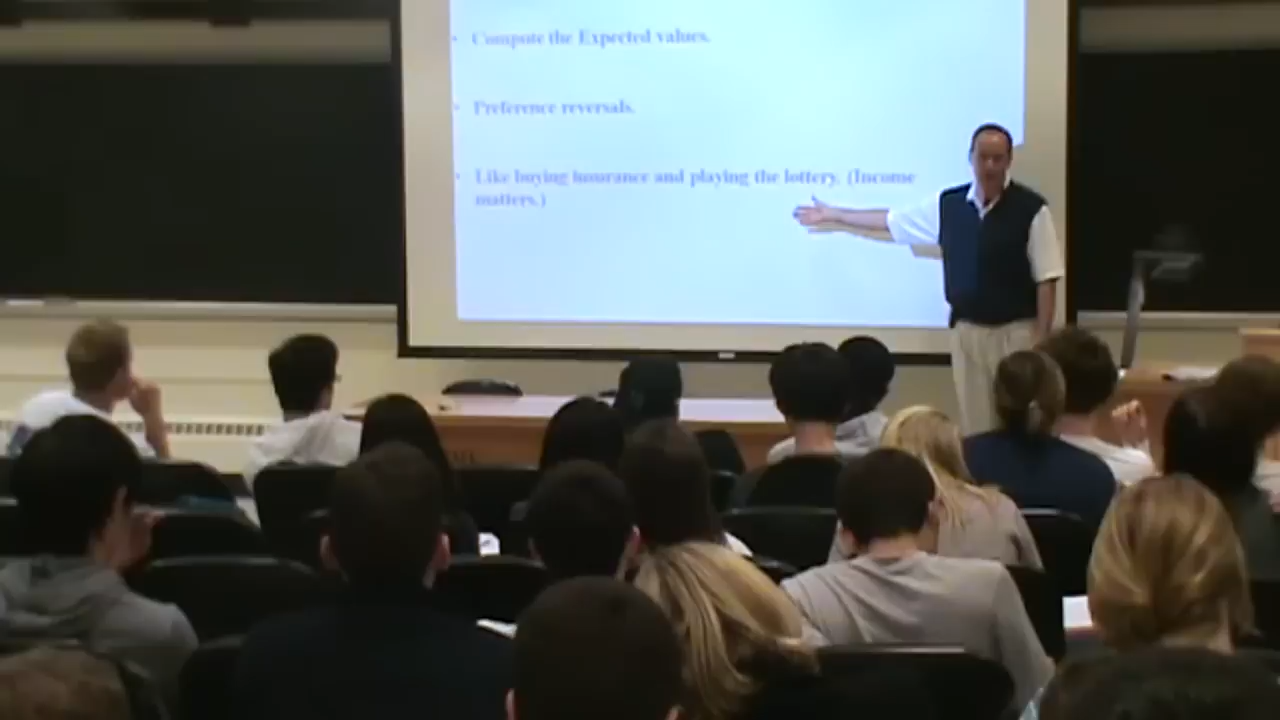 • Compute the Expected values.
• Preference reversals.
• Like buying insurance and playing the lottery. (Income
matters.)